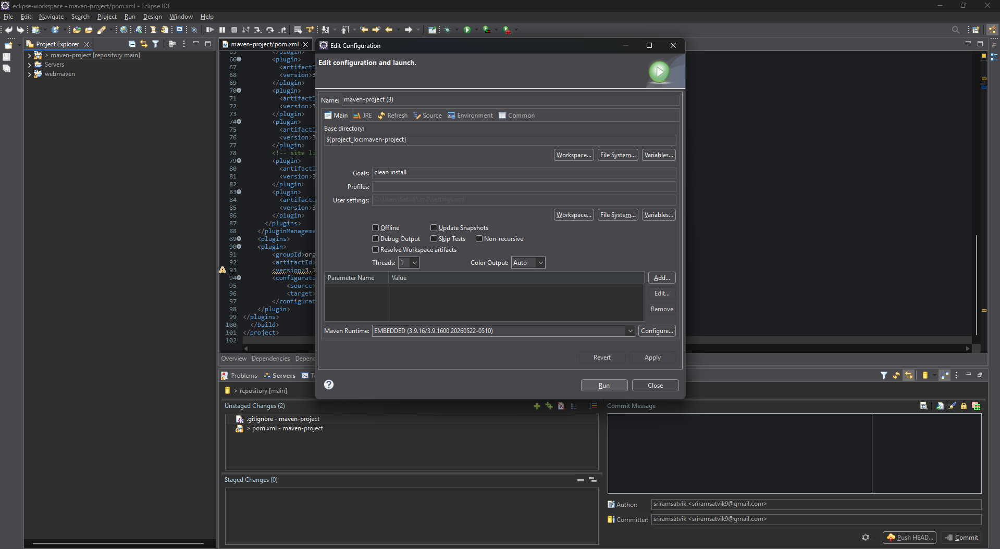 eclipse-workspace - maven-project/pom.xml - Eclipse IDE
File Edit Navigate Search Project Run Design Window Help
Project Explorer
> maven-project [repository main]
Servers
webmaven
maven-project/pom.xml
66 <plugin>
67 <artifactI
68 <version>3
69 </plugin>
70 <plugin>
71 <artifactI
72 <version>3
73 </plugin>
74 <plugin>
75 <artifactI
76 <version>3
77 </plugin>
78 <!-- site li
79 <plugin>
80 <artifactI
81 <version>3
82 </plugin>
83 <plugin>
84 <artifactI
85 <version>3
86 </plugin>
87 </plugins>
88 </pluginManageme
89 <plugins>
90 <plugin>
91 <groupId>org
92 <artifactId>
93 <version>3.1
94 <configurati
95 <source>
96 <target>
97 </configurat
98 </plugin>
99 </plugins>
100 </build>
101 </project>
102
Overview Dependencies Depend
Edit Configuration
Edit configuration and launch.
Name: maven-project (3)
Main JRE Refresh Source Environment Common
Base directory:
${project_loc:maven-project}
Workspace... File System... Variables...
Goals: clean install
Profiles:
User settings: C:\Users\Satvik\.m2\settings.xml
Workspace... File System... Variables...
Offline Update Snapshots
Debug Output Skip Tests Non-recursive
Resolve Workspace artifacts
Threads: 1 Color Output: Auto
Parameter Name Value
Add...
Edit...
Remove
Maven Runtime: EMBEDDED (3.9.16/3.9.1600.20260522-0510) Configure...
Revert Apply
Run Close
Problems Servers Te
> repository [main]
Unstaged Changes (2)
.gitignore - maven-project
> pom.xml - maven-project
Staged Changes (0)
Commit Message
Author: sriramsatvik <sriramsatvik9@gmail.com>
Committer: sriramsatvik <sriramsatvik9@gmail.com>
Push HEAD... Commit